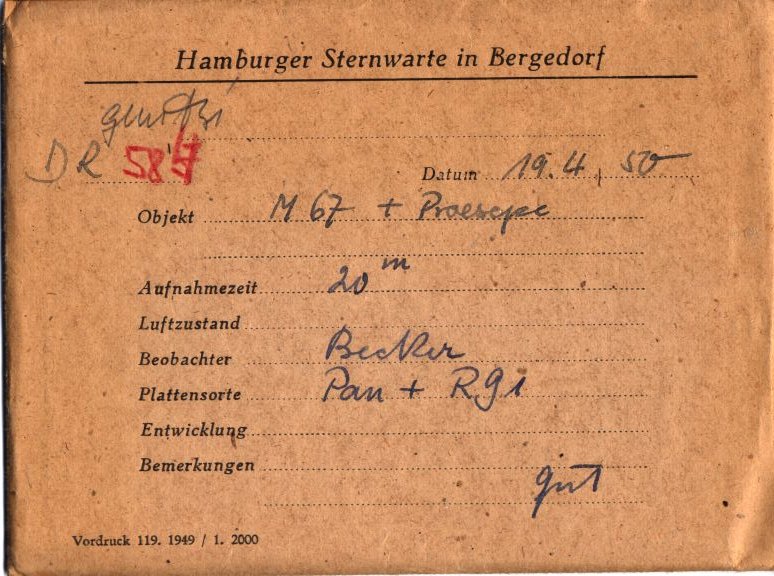 Hamburger Sternwarte in Bergedorf
DR
Datum 19.4.50
Objekt M 67 + Praesepe
Aufnahmezeit 20 m
Luftzustand
Beobachter Becker
Plattensorte Pan + RG1
Entwicklung
Bemerkungen
gut
Vordruck 119. 1949 / 1. 2000